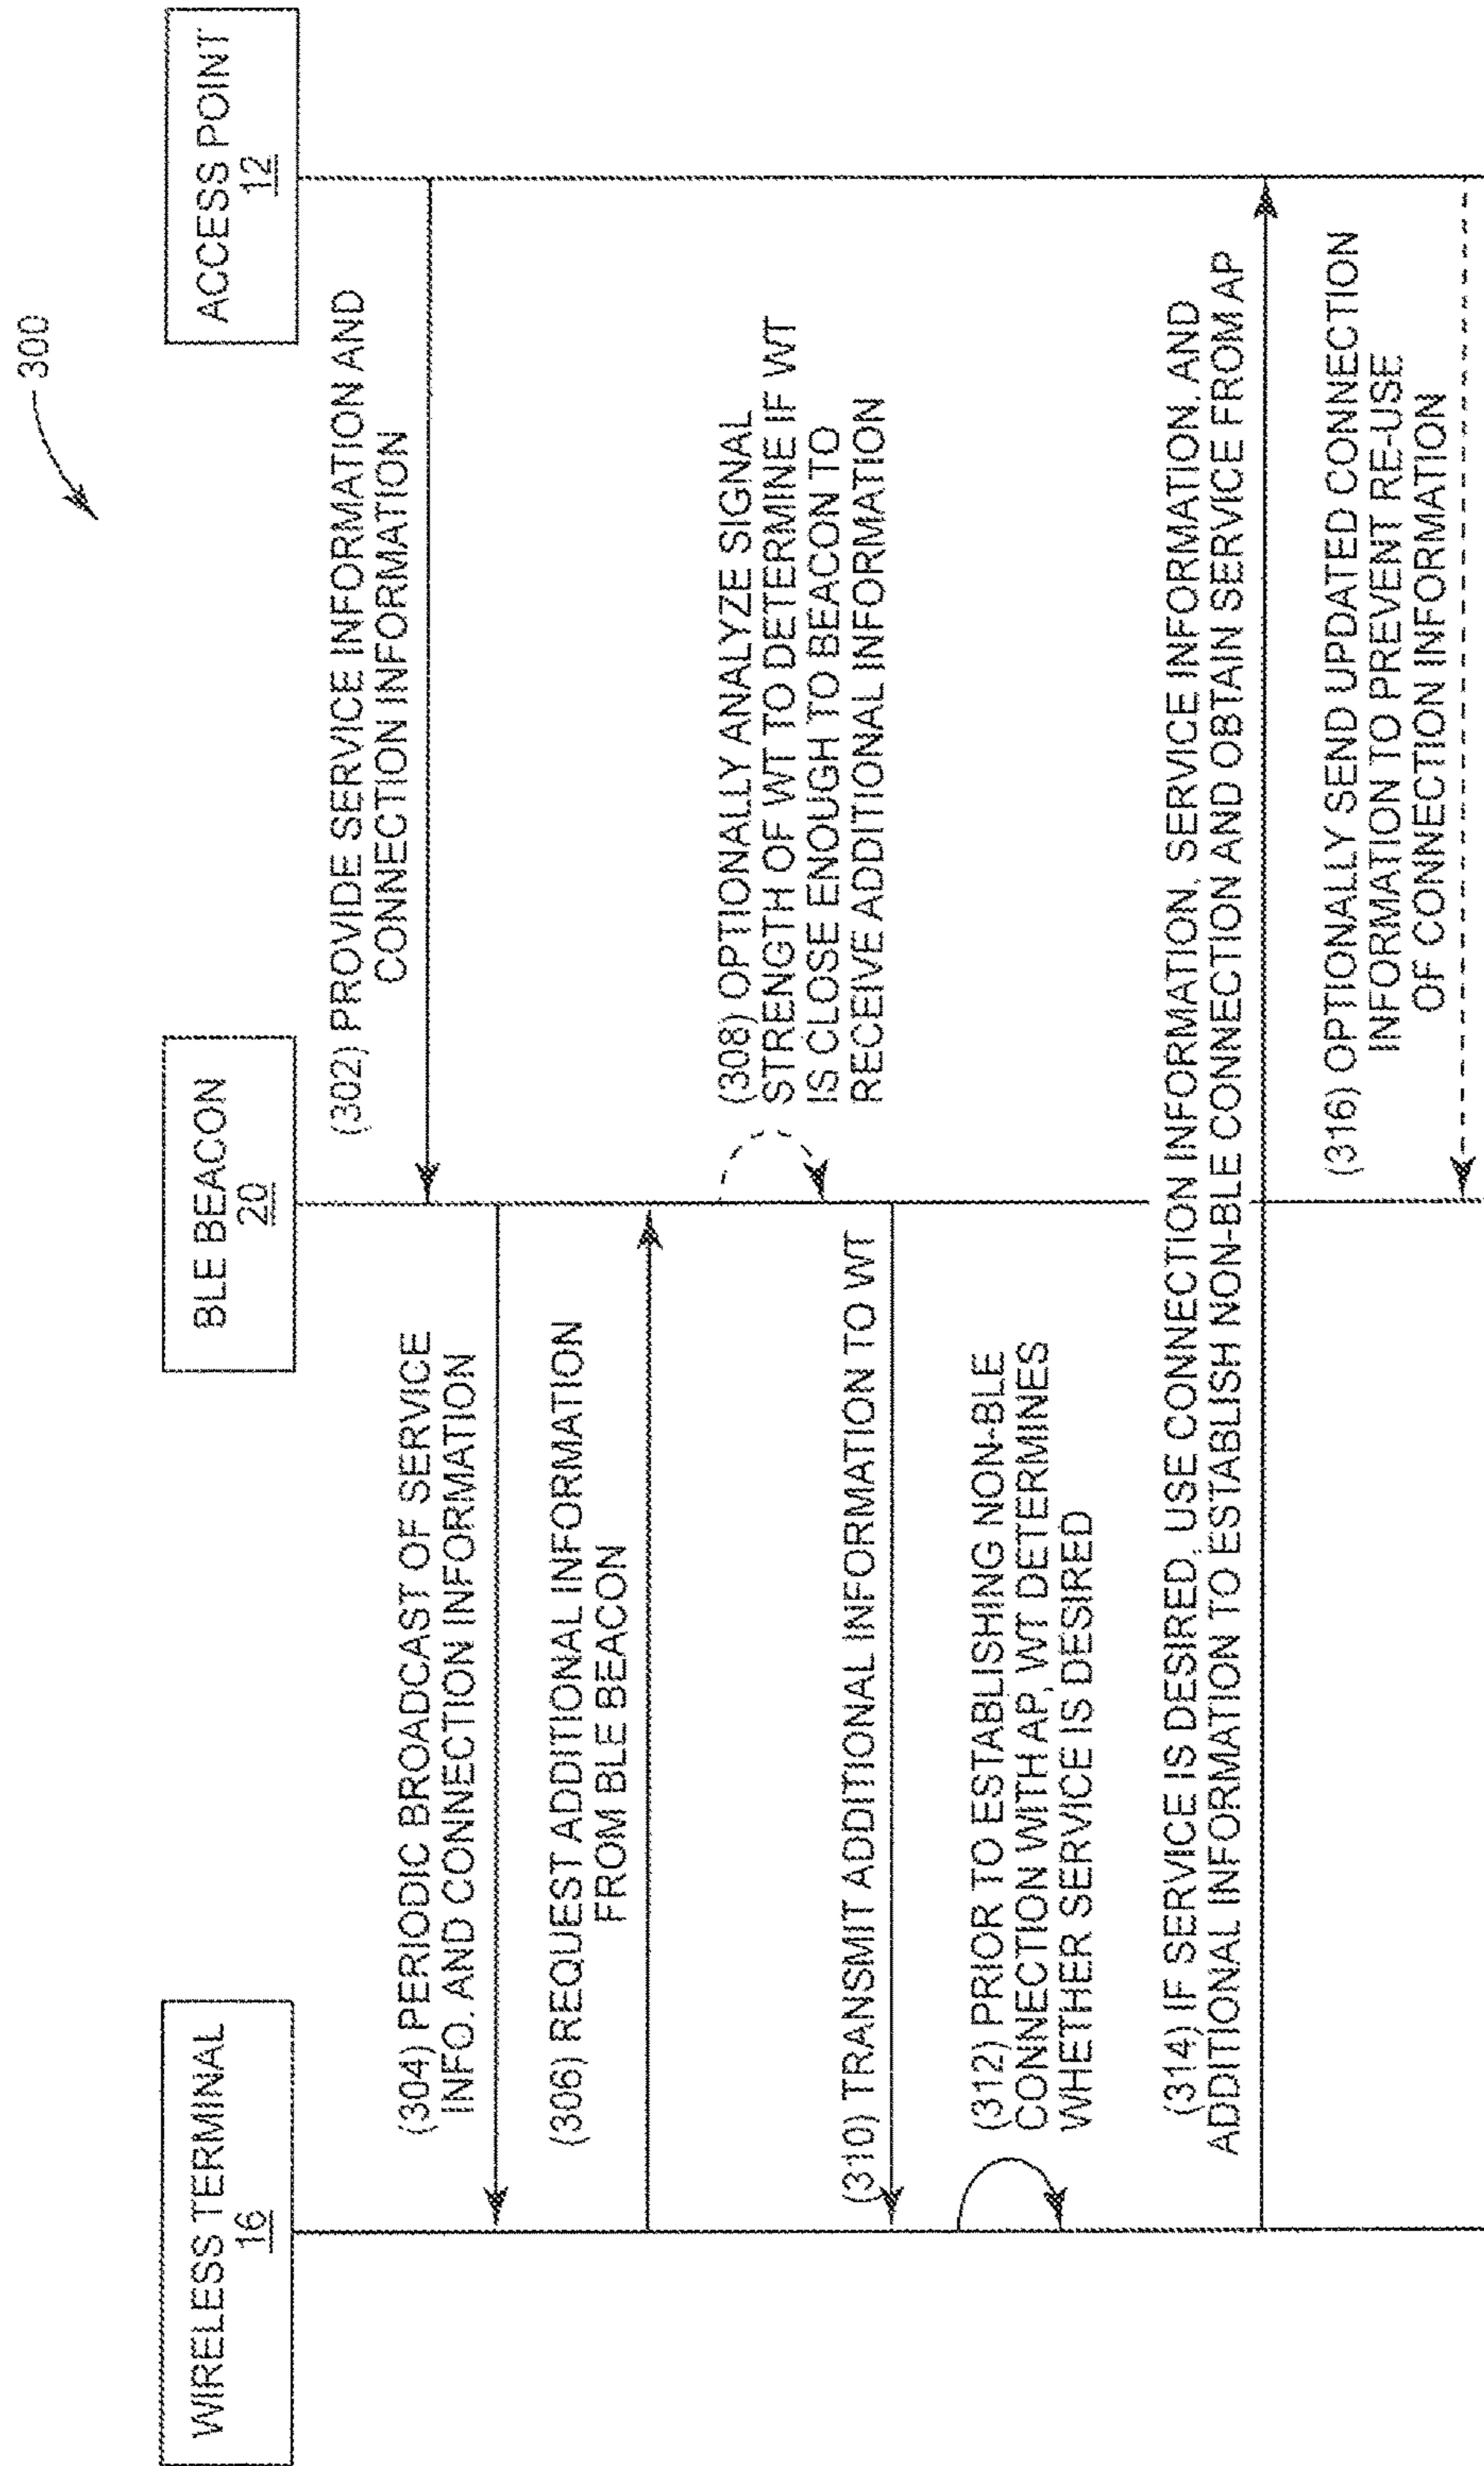 300
WIRELESS TERMINAL
16
BLE BEACON
20
ACCESS POINT
12
(302) PROVIDE SERVICE INFORMATION AND
CONNECTION INFORMATION
(304) PERIODIC BROADCAST OF SERVICE
INFO. AND CONNECTION INFORMATION
(306) REQUEST ADDITIONAL INFORMATION
FROM BLE BEACON
(308) OPTIONALLY ANALYZE SIGNAL
STRENGTH OF WT TO DETERMINE IF WT
IS CLOSE ENOUGH TO BEACON TO
RECEIVE ADDITIONAL INFORMATION
(310) TRANSMIT ADDITIONAL INFORMATION TO WT
(312) PRIOR TO ESTABLISHING NON-BLE
CONNECTION WITH AP, WT DETERMINES
WHETHER SERVICE IS DESIRED
(314) IF SERVICE IS DESIRED, USE CONNECTION INFORMATION, SERVICE INFORMATION, AND
ADDITIONAL INFORMATION TO ESTABLISH NON-BLE CONNECTION AND OBTAIN SERVICE FROM AP
(316) OPTIONALLY SEND UPDATED CONNECTION
INFORMATION TO PREVENT RE-USE
OF CONNECTION INFORMATION